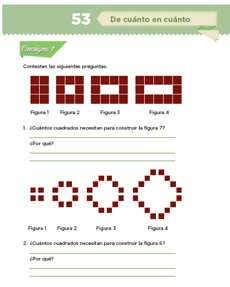 53 De cuánto en cuánto
Consigna 1
Contesten las siguientes preguntas.
Figura 1 Figura 2 Figura 3 Figura 4
1. ¿Cuántos cuadrados necesitan para construir la figura 7?
¿Por qué?
Figura 1 Figura 2 Figura 3 Figura 4
2. ¿Cuántos cuadrados necesitan para construir la figura 6?
¿Por qué?